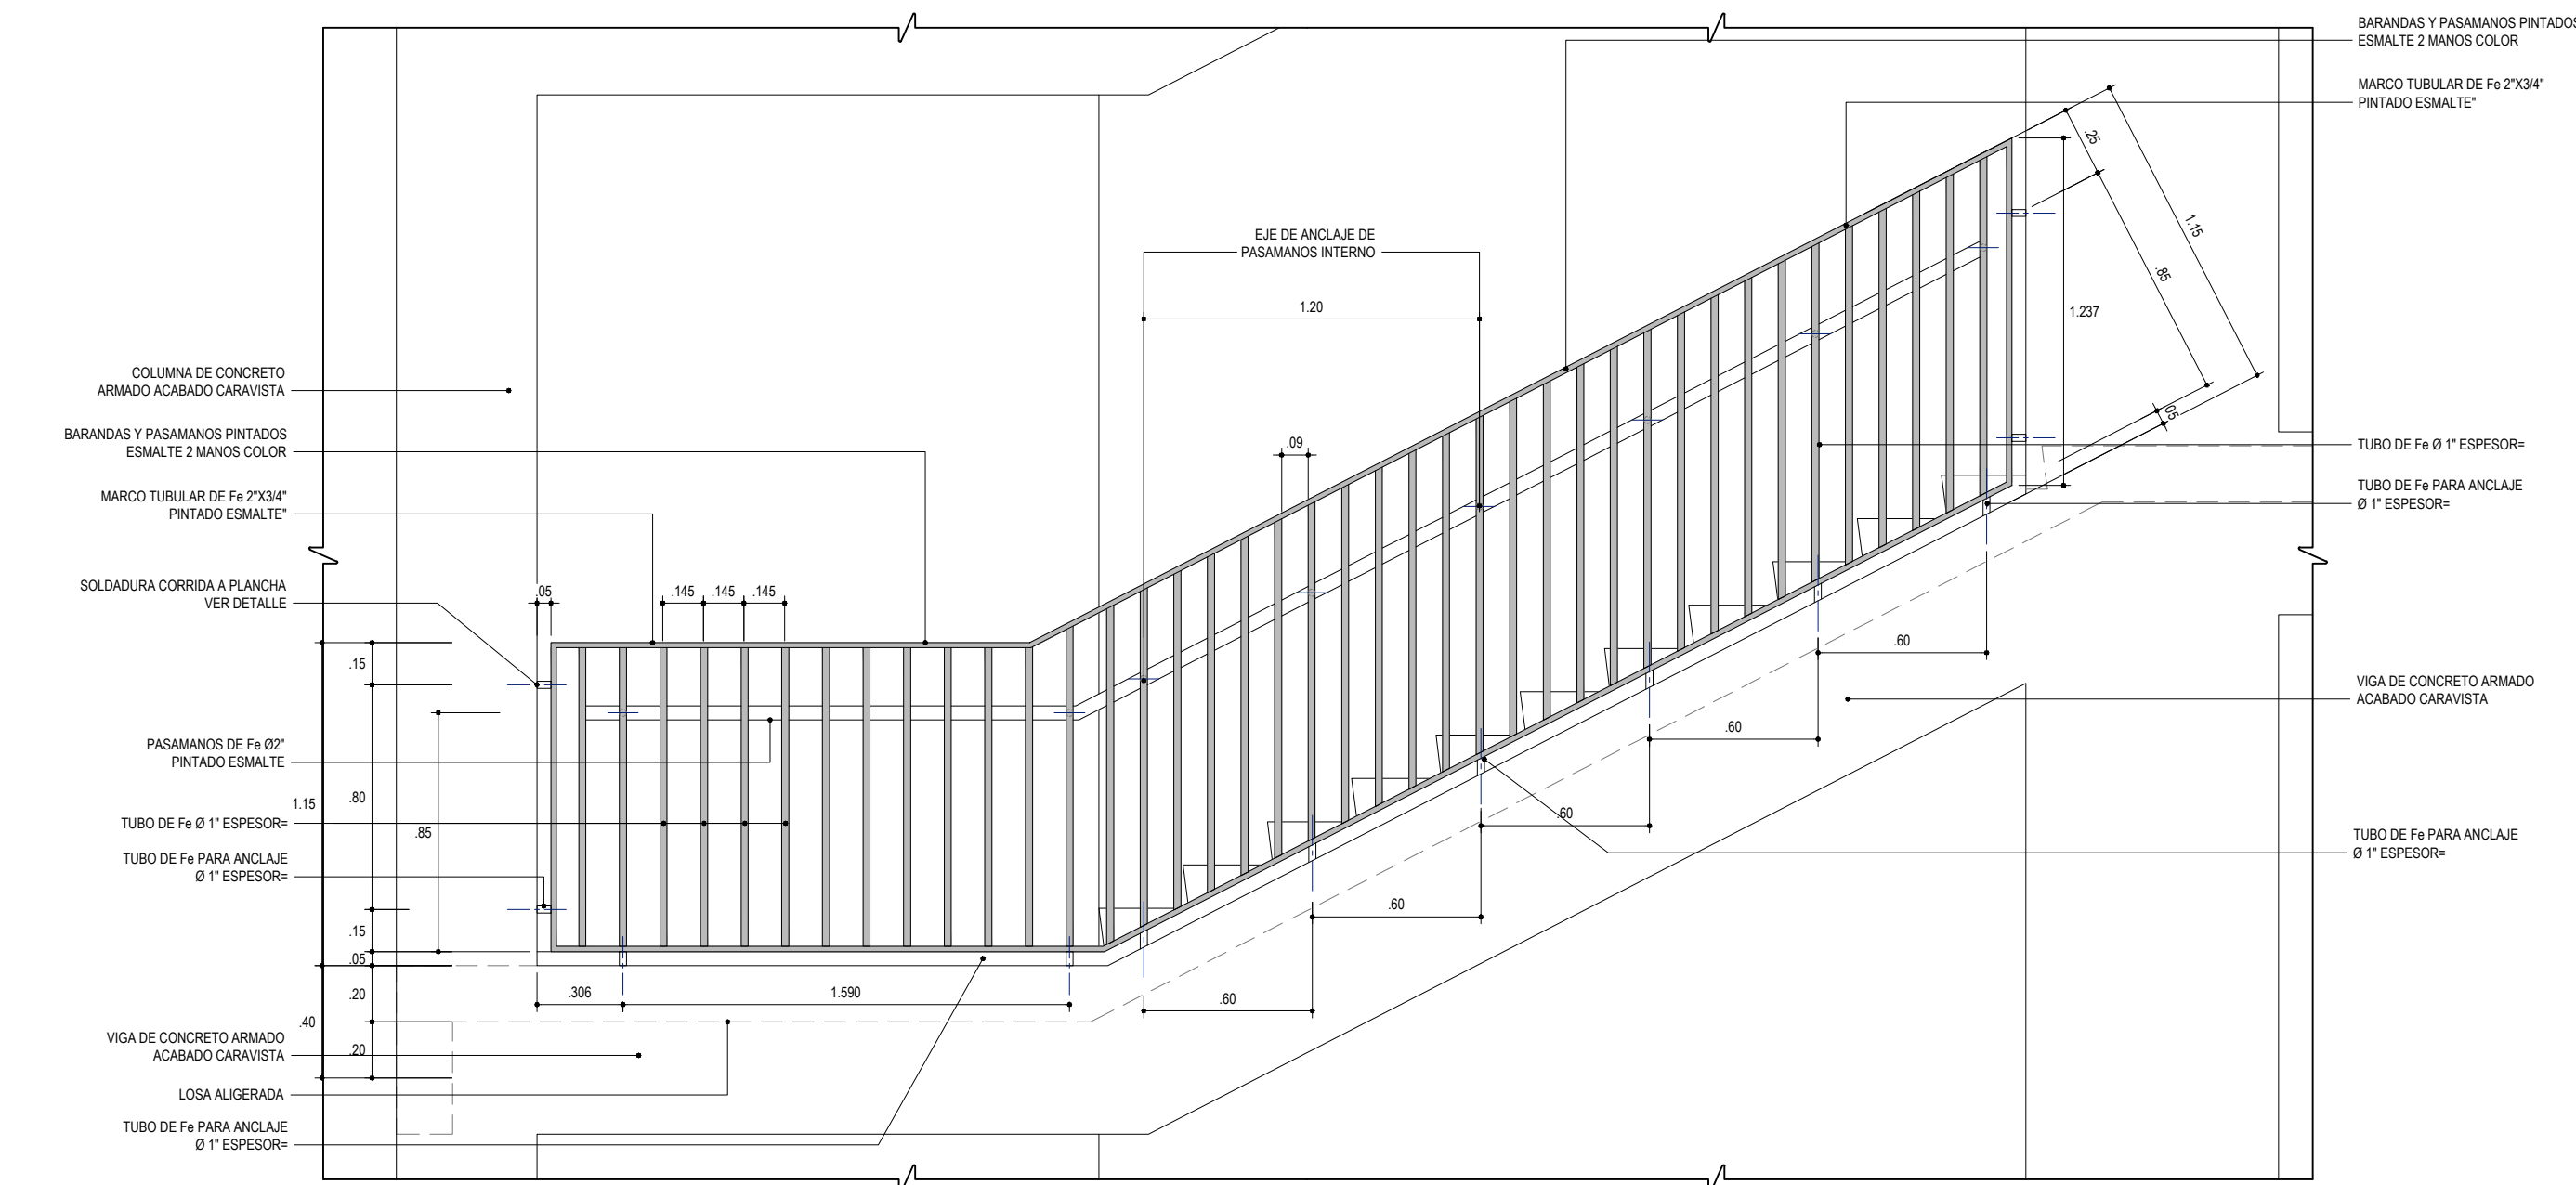 BARANDAS Y PASAMANOS PINTADOS
ESMALTE 2 MANOS COLOR
MARCO TUBULAR DE Fe 2"X3/4"
PINTADO ESMALTE"
.25
1.15
.85
.05
1.237
EJE DE ANCLAJE DE
PASAMANOS INTERNO
1.20
.09
COLUMNA DE CONCRETO
ARMADO ACABADO CARAVISTA
BARANDAS Y PASAMANOS PINTADOS
ESMALTE 2 MANOS COLOR
MARCO TUBULAR DE Fe 2"X3/4"
PINTADO ESMALTE"
SOLDADURA CORRIDA A PLANCHA
VER DETALLE
.05
.145
.145
.145
PASAMANOS DE Fe Ø2"
PINTADO ESMALTE
TUBO DE Fe Ø 1" ESPESOR=
TUBO DE Fe PARA ANCLAJE
Ø 1" ESPESOR=
.15
.80
1.15
.85
.15
.05
.20
.40
.20
.306
1.590
.60
.60
.60
.60
.60
VIGA DE CONCRETO ARMADO
ACABADO CARAVISTA
LOSA ALIGERADA
TUBO DE Fe PARA ANCLAJE
Ø 1" ESPESOR=
TUBO DE Fe Ø 1" ESPESOR=
TUBO DE Fe PARA ANCLAJE
Ø 1" ESPESOR=
VIGA DE CONCRETO ARMADO
ACABADO CARAVISTA
TUBO DE Fe PARA ANCLAJE
Ø 1" ESPESOR=